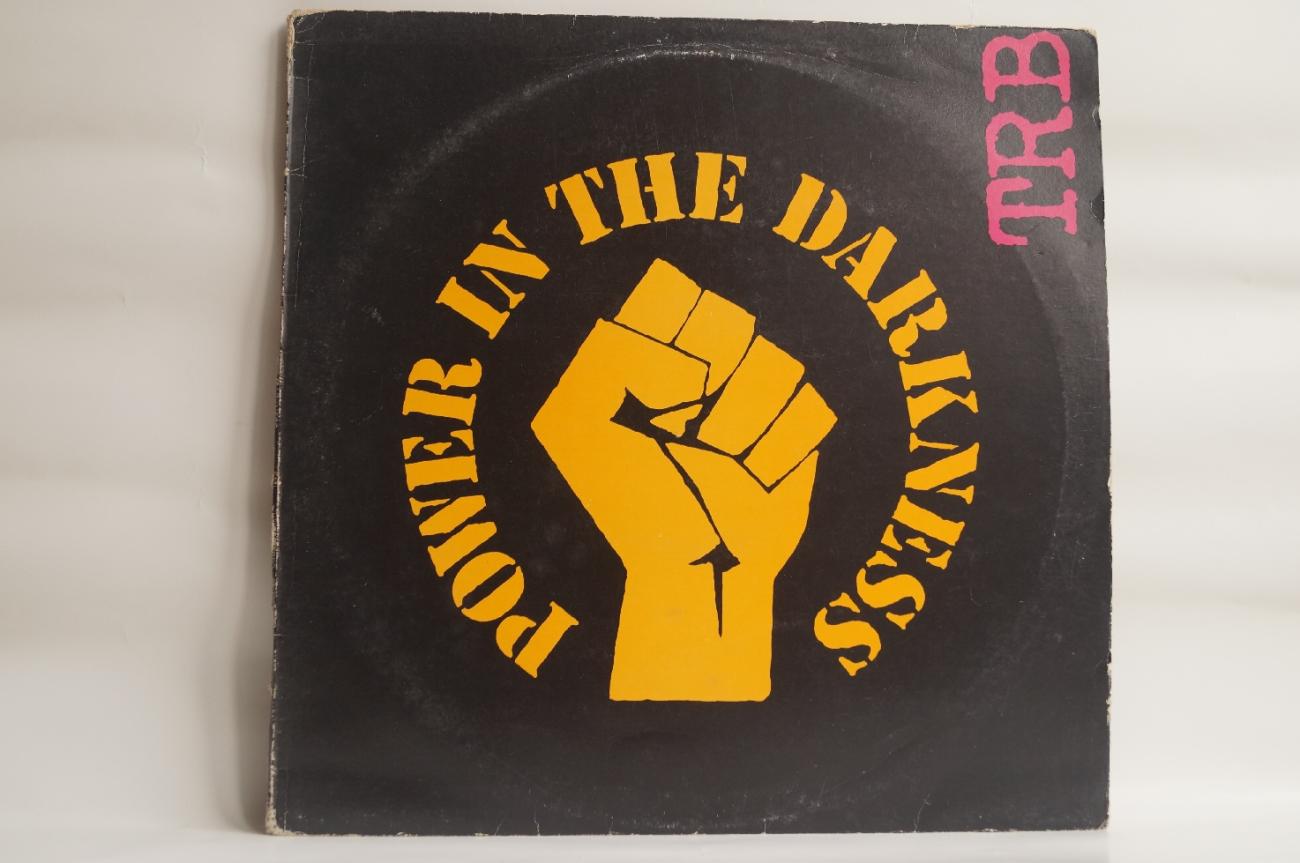 TRB
POWER IN THE DARKNESS